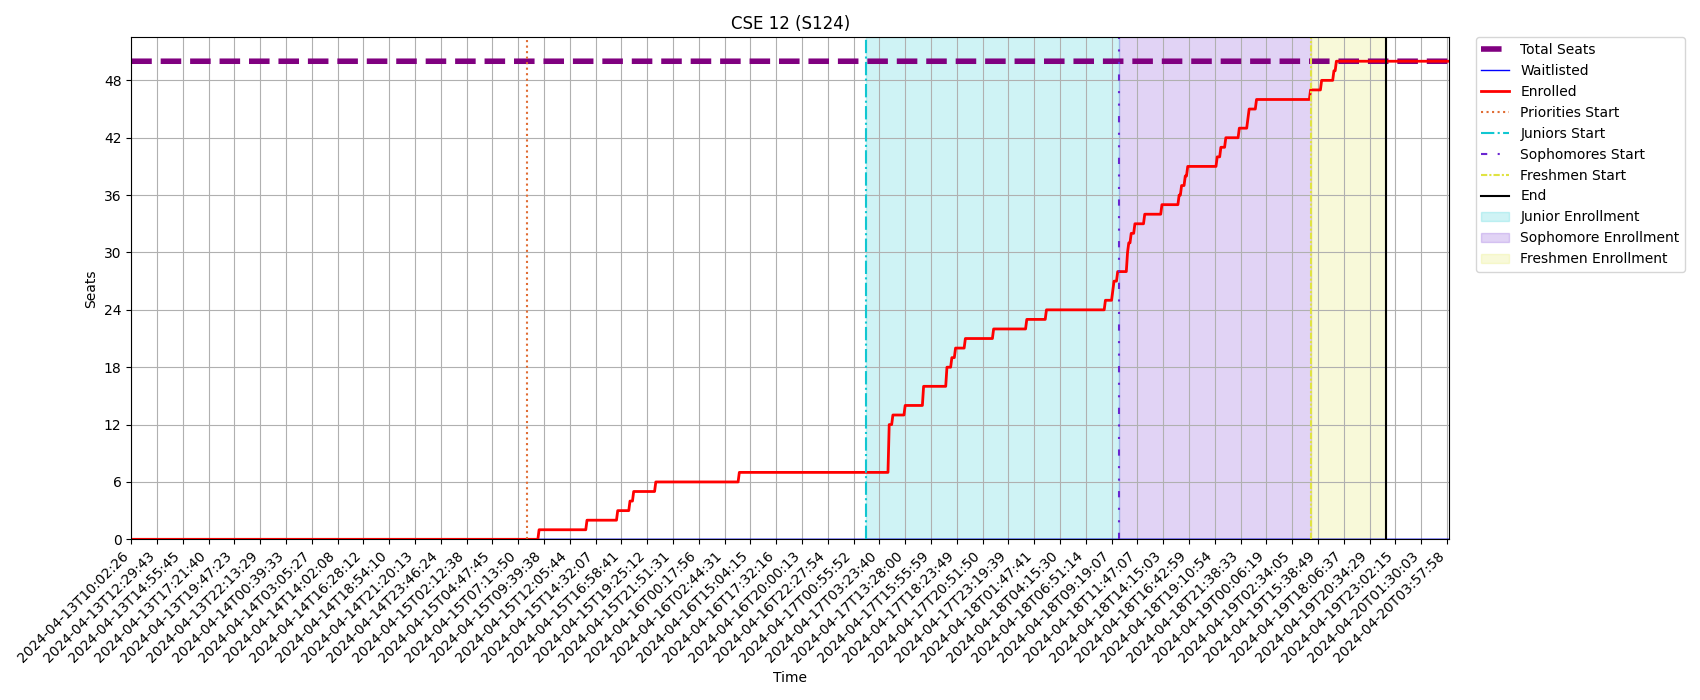 CSE 12 (S124)
Total Seats
Waitlisted
Enrolled
Priorities Start
Juniors Start
Sophomores Start
Freshmen Start
End
Junior Enrollment
Sophomore Enrollment
Freshmen Enrollment
Seats
48
42
36
30
24
18
12
6
0
2024-04-13T10:02:26
2024-04-13T12:29:43
2024-04-13T14:55:45
2024-04-13T17:21:40
2024-04-13T19:47:23
2024-04-13T22:13:29
2024-04-14T00:39:33
2024-04-14T03:05:27
2024-04-14T14:02:08
2024-04-14T16:28:12
2024-04-14T18:54:10
2024-04-14T21:20:13
2024-04-14T23:46:24
2024-04-15T02:12:38
2024-04-15T04:47:45
2024-04-15T07:13:50
2024-04-15T09:39:38
2024-04-15T12:05:44
2024-04-15T14:32:07
2024-04-15T16:58:41
2024-04-15T19:25:12
2024-04-15T21:51:31
2024-04-16T00:17:56
2024-04-16T02:44:31
2024-04-16T15:04:15
2024-04-16T17:32:16
2024-04-16T20:00:13
2024-04-16T22:27:54
2024-04-17T00:55:52
2024-04-17T03:23:40
2024-04-17T13:28:00
2024-04-17T15:55:59
2024-04-17T18:23:49
2024-04-17T20:51:50
2024-04-17T23:19:39
2024-04-18T01:47:41
2024-04-18T04:15:30
2024-04-18T06:51:14
2024-04-18T09:19:07
2024-04-18T11:47:07
2024-04-18T14:15:03
2024-04-18T16:42:59
2024-04-18T19:10:54
2024-04-18T21:38:33
2024-04-19T00:06:19
2024-04-19T02:34:05
2024-04-19T15:38:49
2024-04-19T18:06:37
2024-04-19T20:34:29
2024-04-19T23:02:15
2024-04-20T01:30:03
2024-04-20T03:57:58
Time